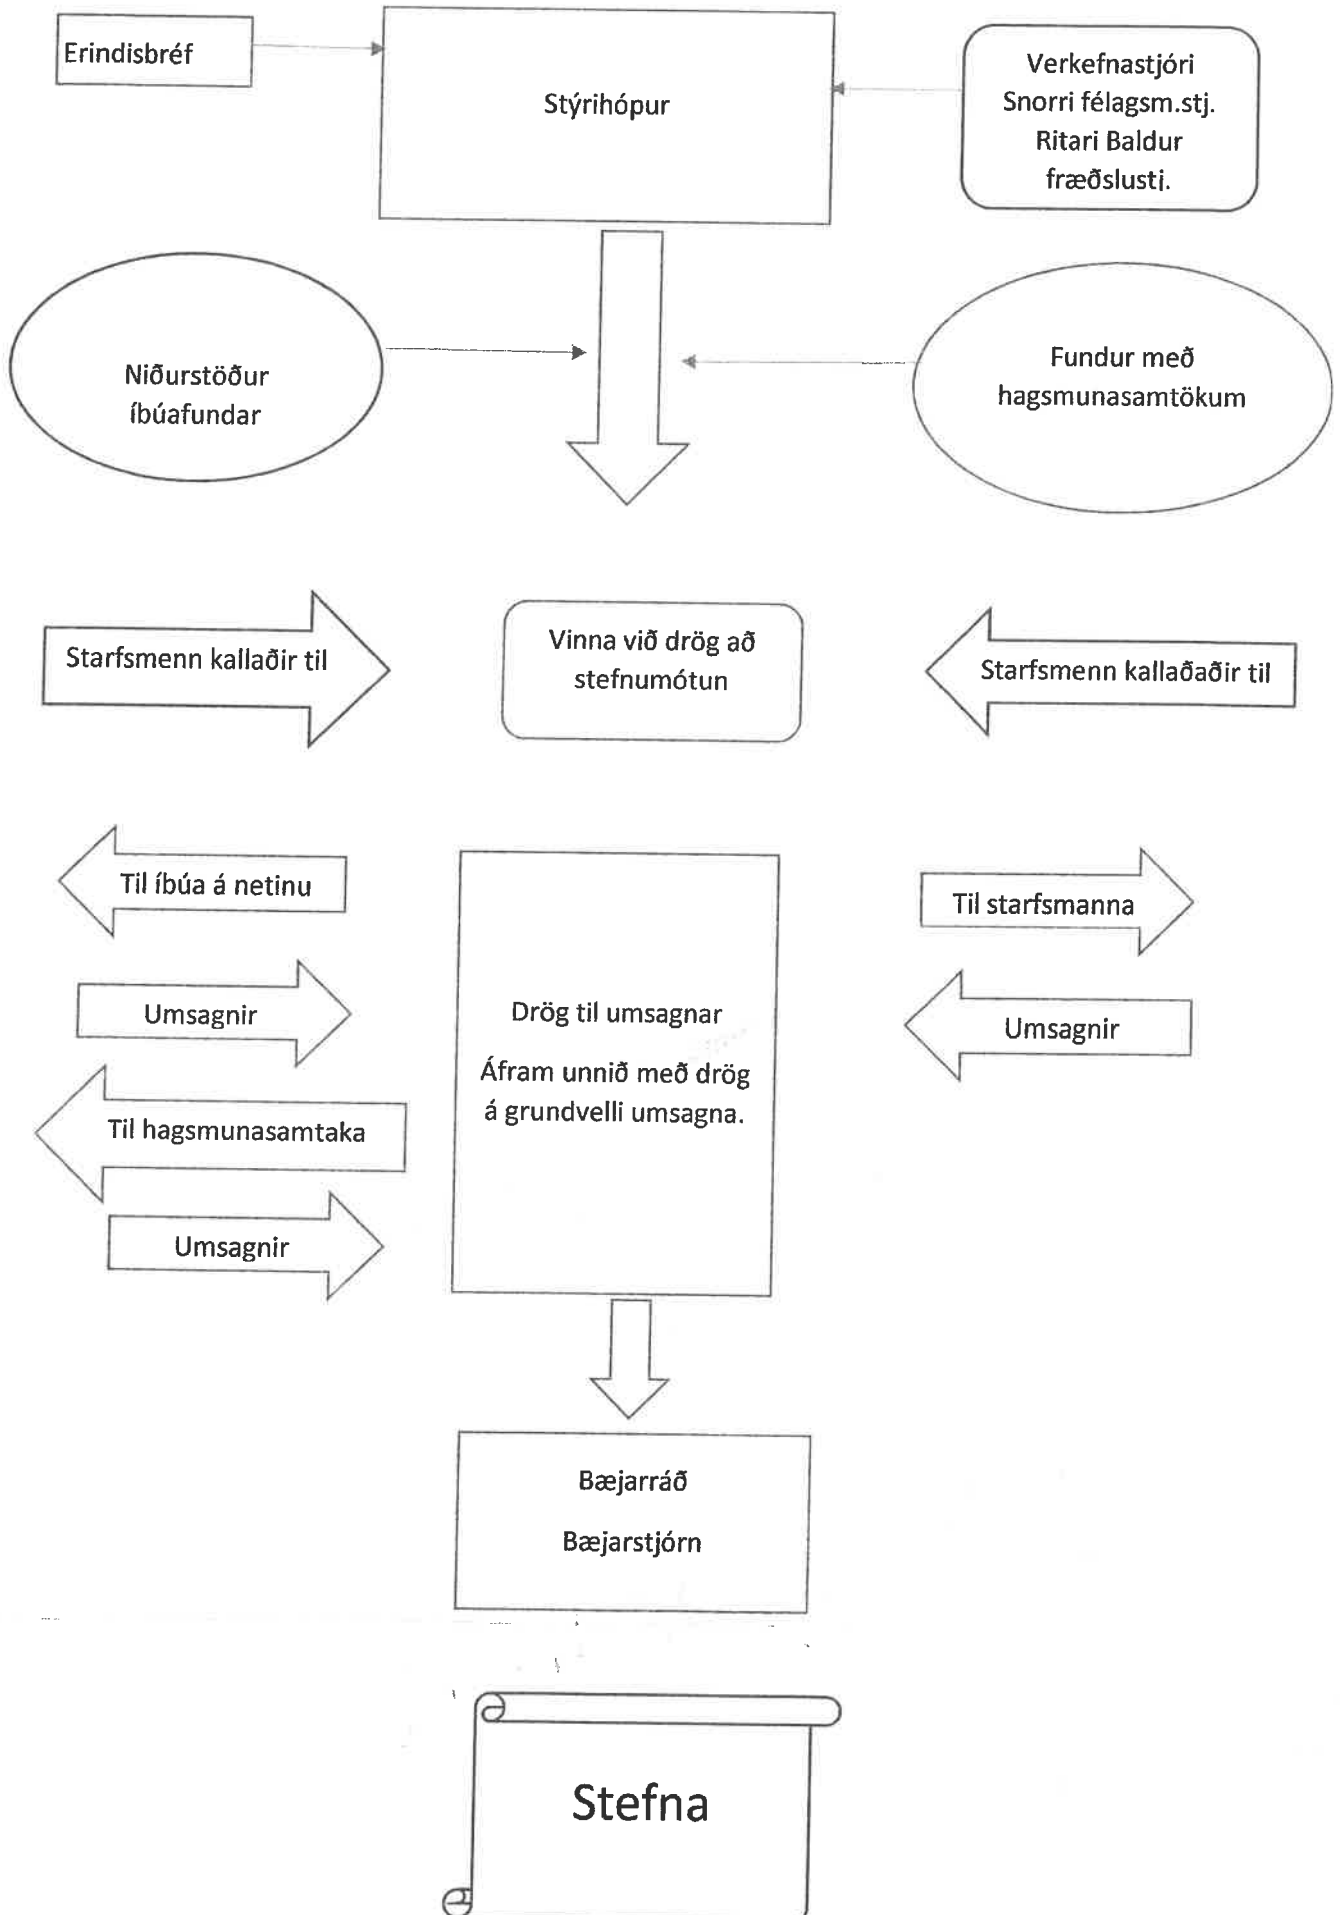 Erindisbréf
Stýrihópur
Verkefnastjóri
Snorri félagsm.stj.
Ritari Baldur
fræðslustj.
Niðurstöður
íbúafundar
Fundur með
hagsmunasamtökum
Starfsmenn kallaðir til
Vinna við drög að
stefnumótun
Starfsmenn kallaðaðir til
Til íbúa á netinu
Til starfsmanna
Umsagnir
Drög til umsagnar
Umsagnir
Áfram unnið með drög
á grundvelli umsagna.
Til hagsmunasamtaka
Umsagnir
Bæjarráð
Bæjarstjórn
Stefna